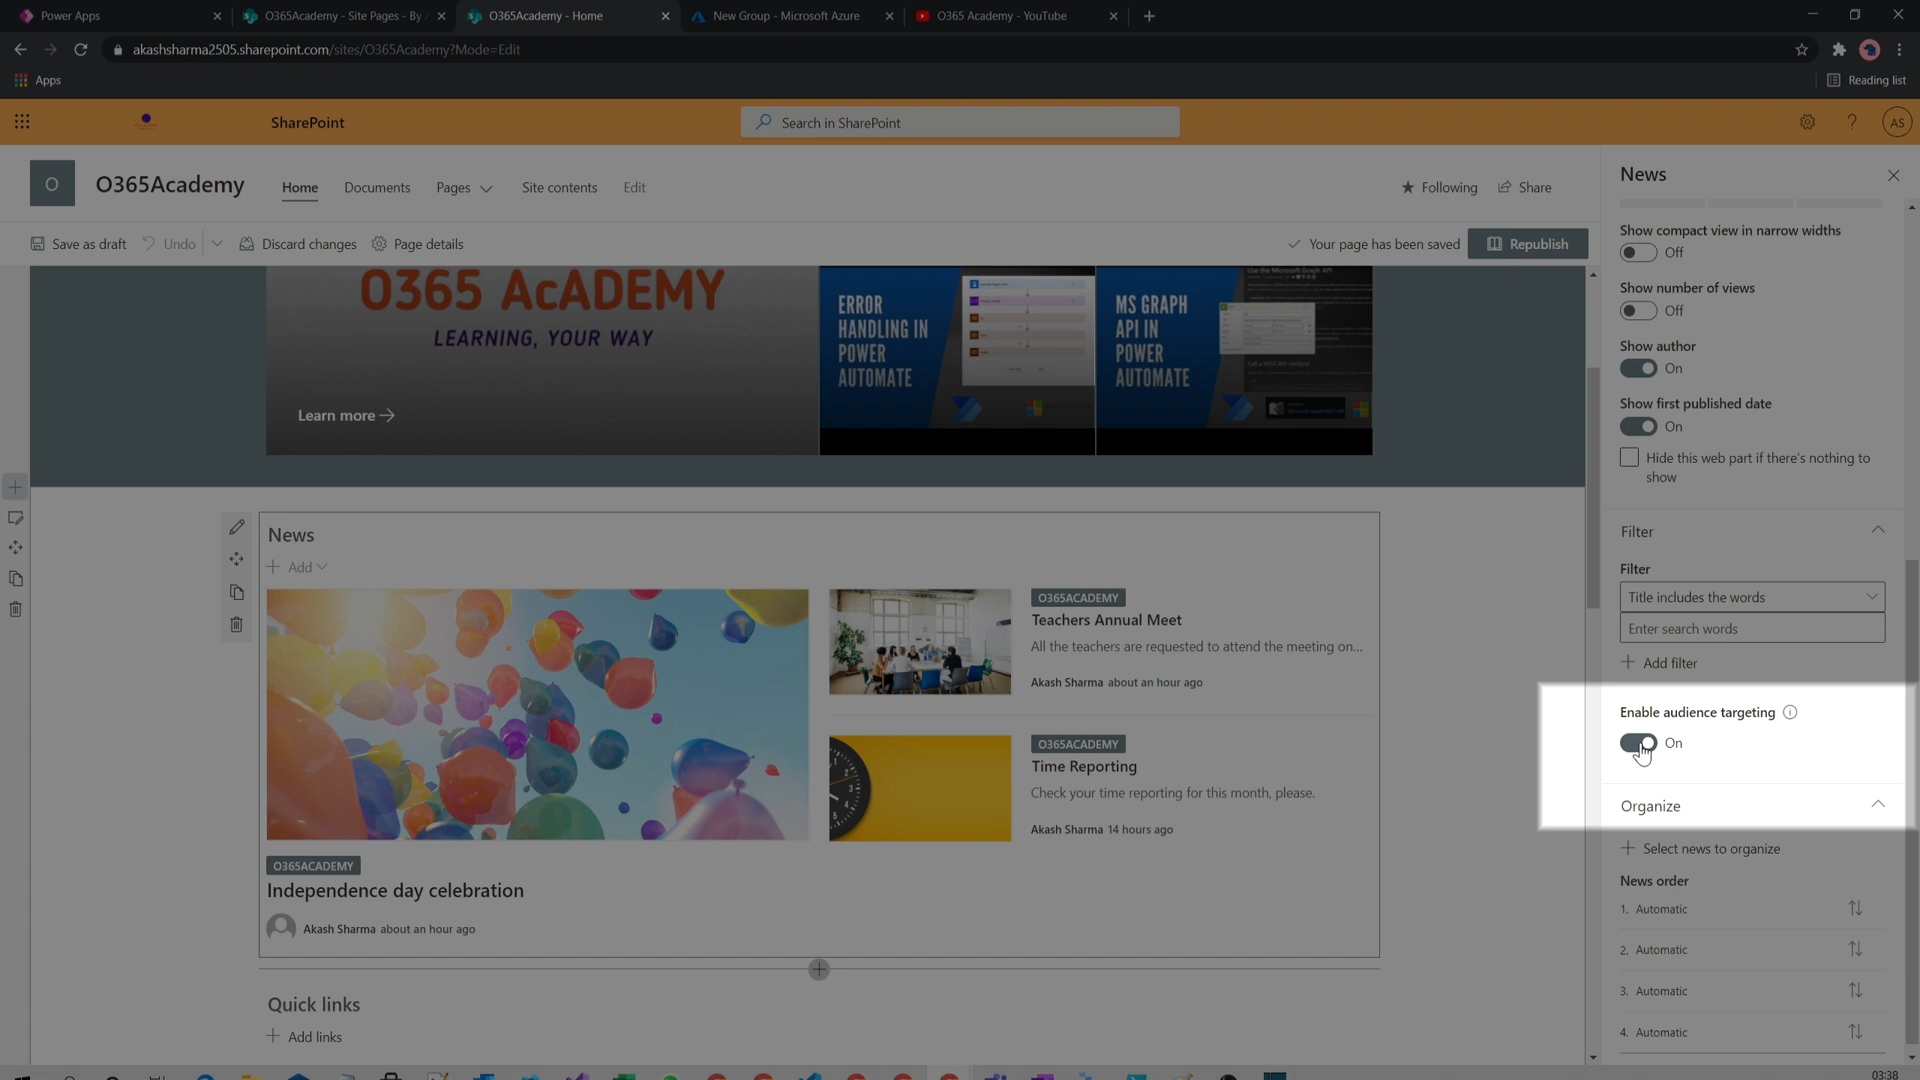 Power Apps
O365Academy - Site Pages - By
O365Academy - Home
New Group - Microsoft Azure
O365 Academy - YouTube
akashsharma2505.sharepoint.com/sites/O365Academy?Mode=Edit
Apps
Reading list
SharePoint
Search in SharePoint
AS
O
O365Academy
Home
Documents
Pages
Site contents
Edit
Following
Share
Save as draft
Undo
Discard changes
Page details
Your page has been saved
Republish
O365 AcADEMY
LEARNING, YOUR WAY
Learn more
ERROR
HANDLING IN
POWER
AUTOMATE
Use the Microsoft Graph API
MS GRAPH
API IN
POWER
AUTOMATE
News
Add
O365ACADEMY
Independence day celebration
Akash Sharma about an hour ago
O365ACADEMY
Teachers Annual Meet
All the teachers are requested to attend the meeting on...
Akash Sharma about an hour ago
O365ACADEMY
Time Reporting
Check your time reporting for this month, please.
Akash Sharma 14 hours ago
Quick links
Add links
News
Show compact view in narrow widths
Off
Show number of views
Off
Show author
On
Show first published date
On
Hide this web part if there's nothing to
show
Filter
Filter
Title includes the words
Enter search words
Add filter
Enable audience targeting
On
Organize
Select news to organize
News order
1. Automatic
2. Automatic
3. Automatic
4. Automatic
03:38